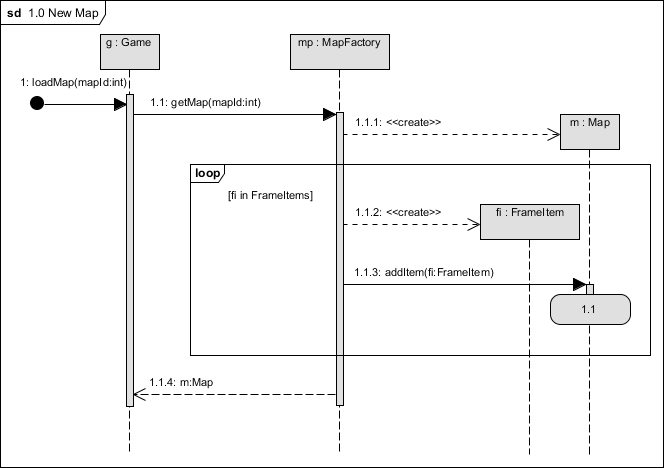 sd 1.0 New Map
g : Game
mp : MapFactory
1: loadMap(mapId:int)
1.1: getMap(mapId:int)
1.1.1: <<create>>
m : Map
loop
[fi in FrameItems]
1.1.2: <<create>>
fi : FrameItem
1.1.3: addItem(fi:FrameItem)
1.1
1.1.4: m:Map